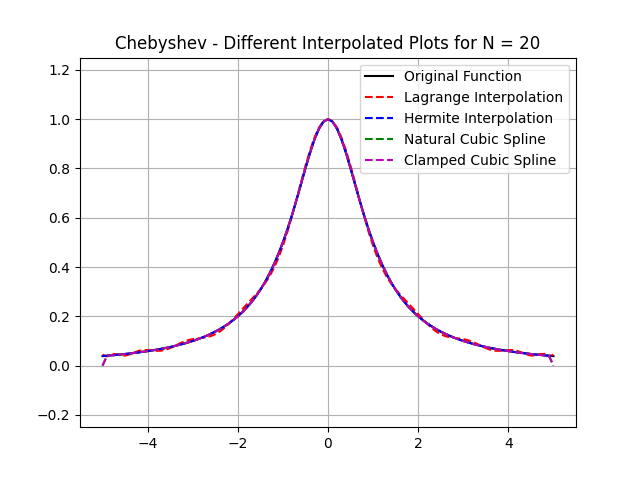 Chebyshev - Different Interpolated Plots for N = 20
1.2
1.0
0.8
0.6
0.4
0.2
0.0
−0.2
−4
−2
0
2
4
Original Function
Lagrange Interpolation
Hermite Interpolation
Natural Cubic Spline
Clamped Cubic Spline